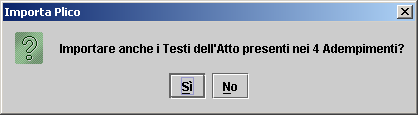 Importa Plico
Importare anche i Testi dell'Atto presenti nei 4 Adempimenti?
Sì
No